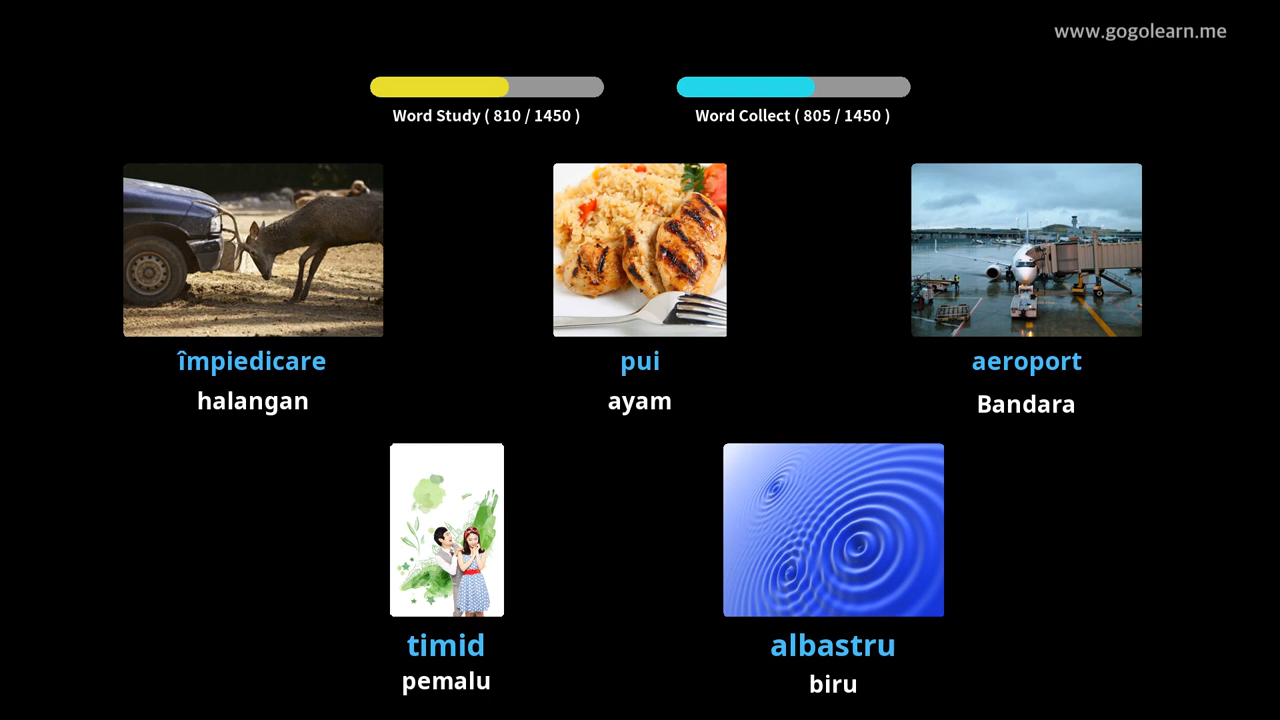 www.gogolearn.me
Word Study ( 810 / 1450 )
Word Collect ( 805 / 1450 )
împiedicare
halangan
pui
ayam
aeroport
Bandara
timid
pemalu
albastru
biru